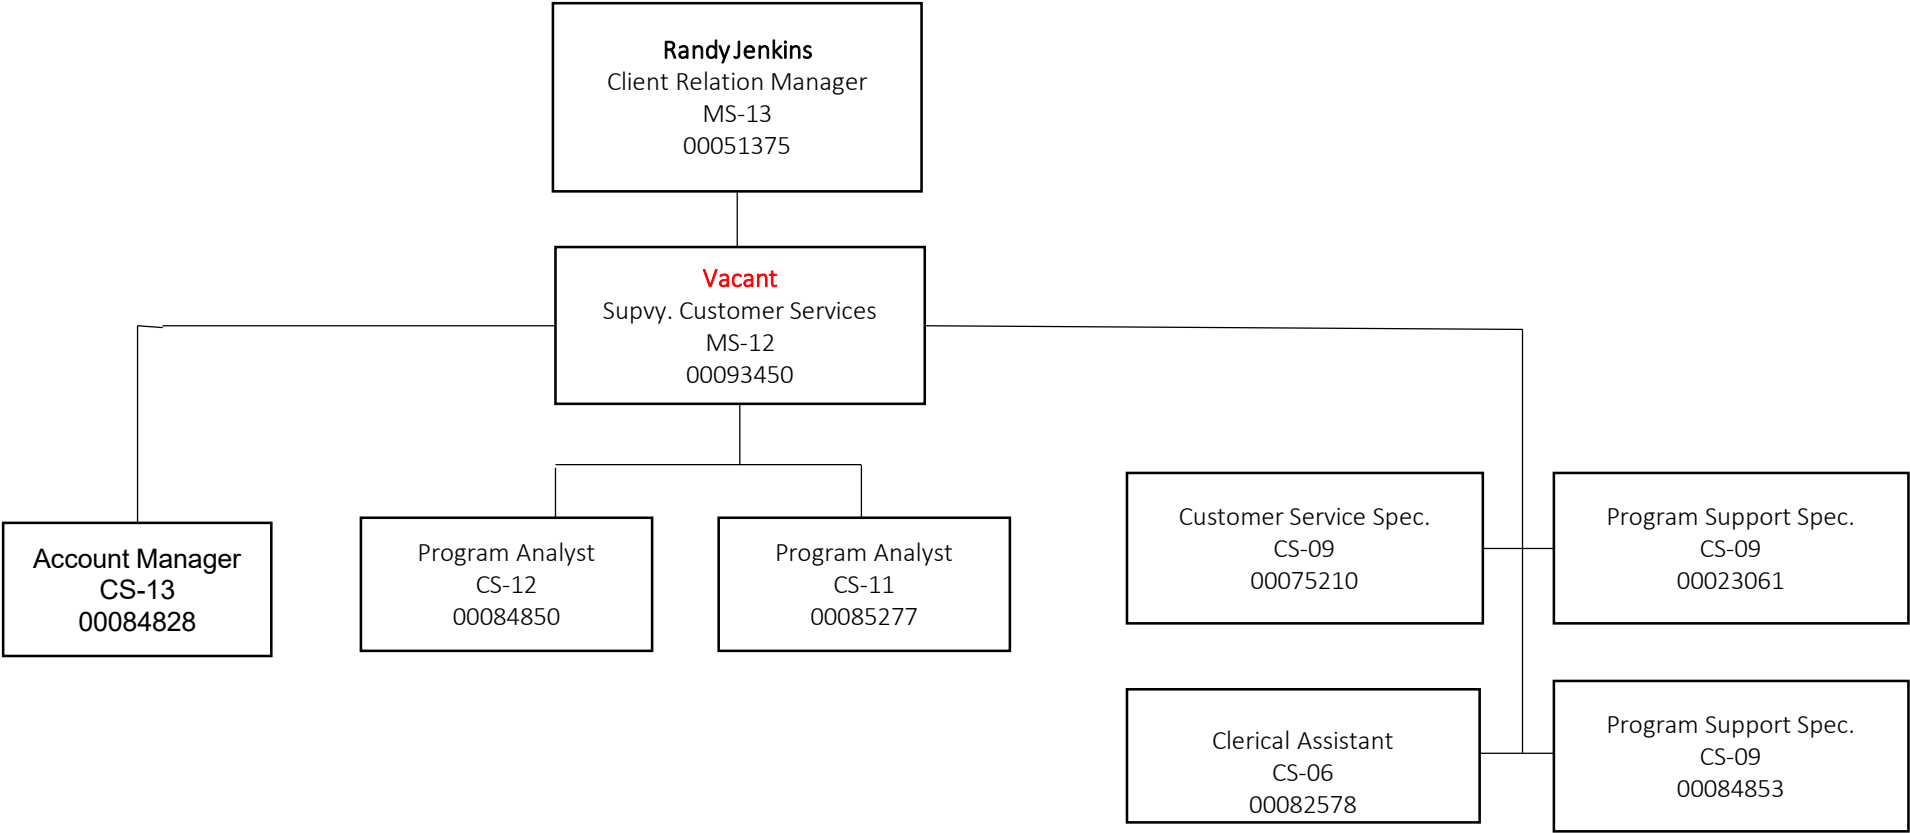 Randy Jenkins
Client Relation Manager
MS-13
00051375
Vacant
Supvy. Customer Services
MS-12
00093450
Account Manager
CS-13
00084828
Program Analyst
CS-12
00084850
Program Analyst
CS-11
00085277
Customer Service Spec.
CS-09
00075210
Program Support Spec.
CS-09
00023061
Clerical Assistant
CS-06
00082578
Program Support Spec.
CS-09
00084853